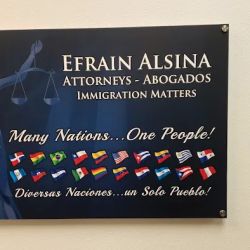 EFRAIN ALSINA
ATTORNEYS - ABOGADOS
IMMIGRATION MATTERS
Many Nations...One People!
Diversas Naciones...un Solo Pueblo!